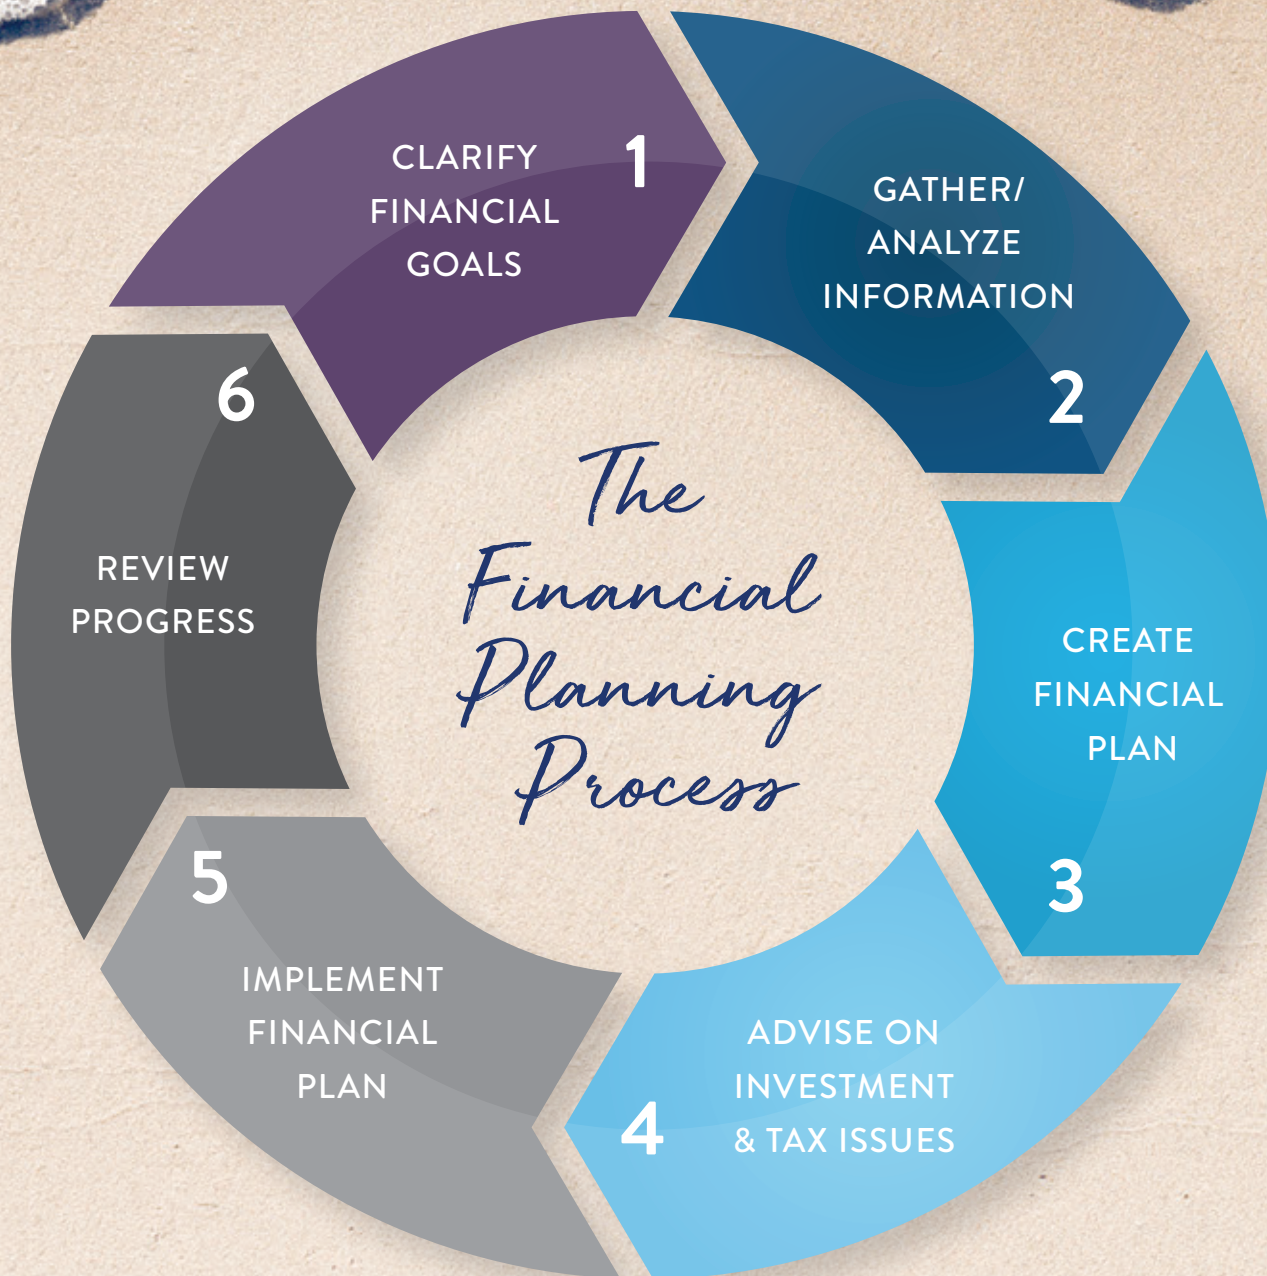 CLARIFY
FINANCIAL
GOALS
1
GATHER/
ANALYZE
INFORMATION
2
CREATE
FINANCIAL
PLAN
3
ADVISE ON
INVESTMENT
& TAX ISSUES
4
IMPLEMENT
FINANCIAL
PLAN
5
REVIEW
PROGRESS
6
The
Financial
Planning
Process